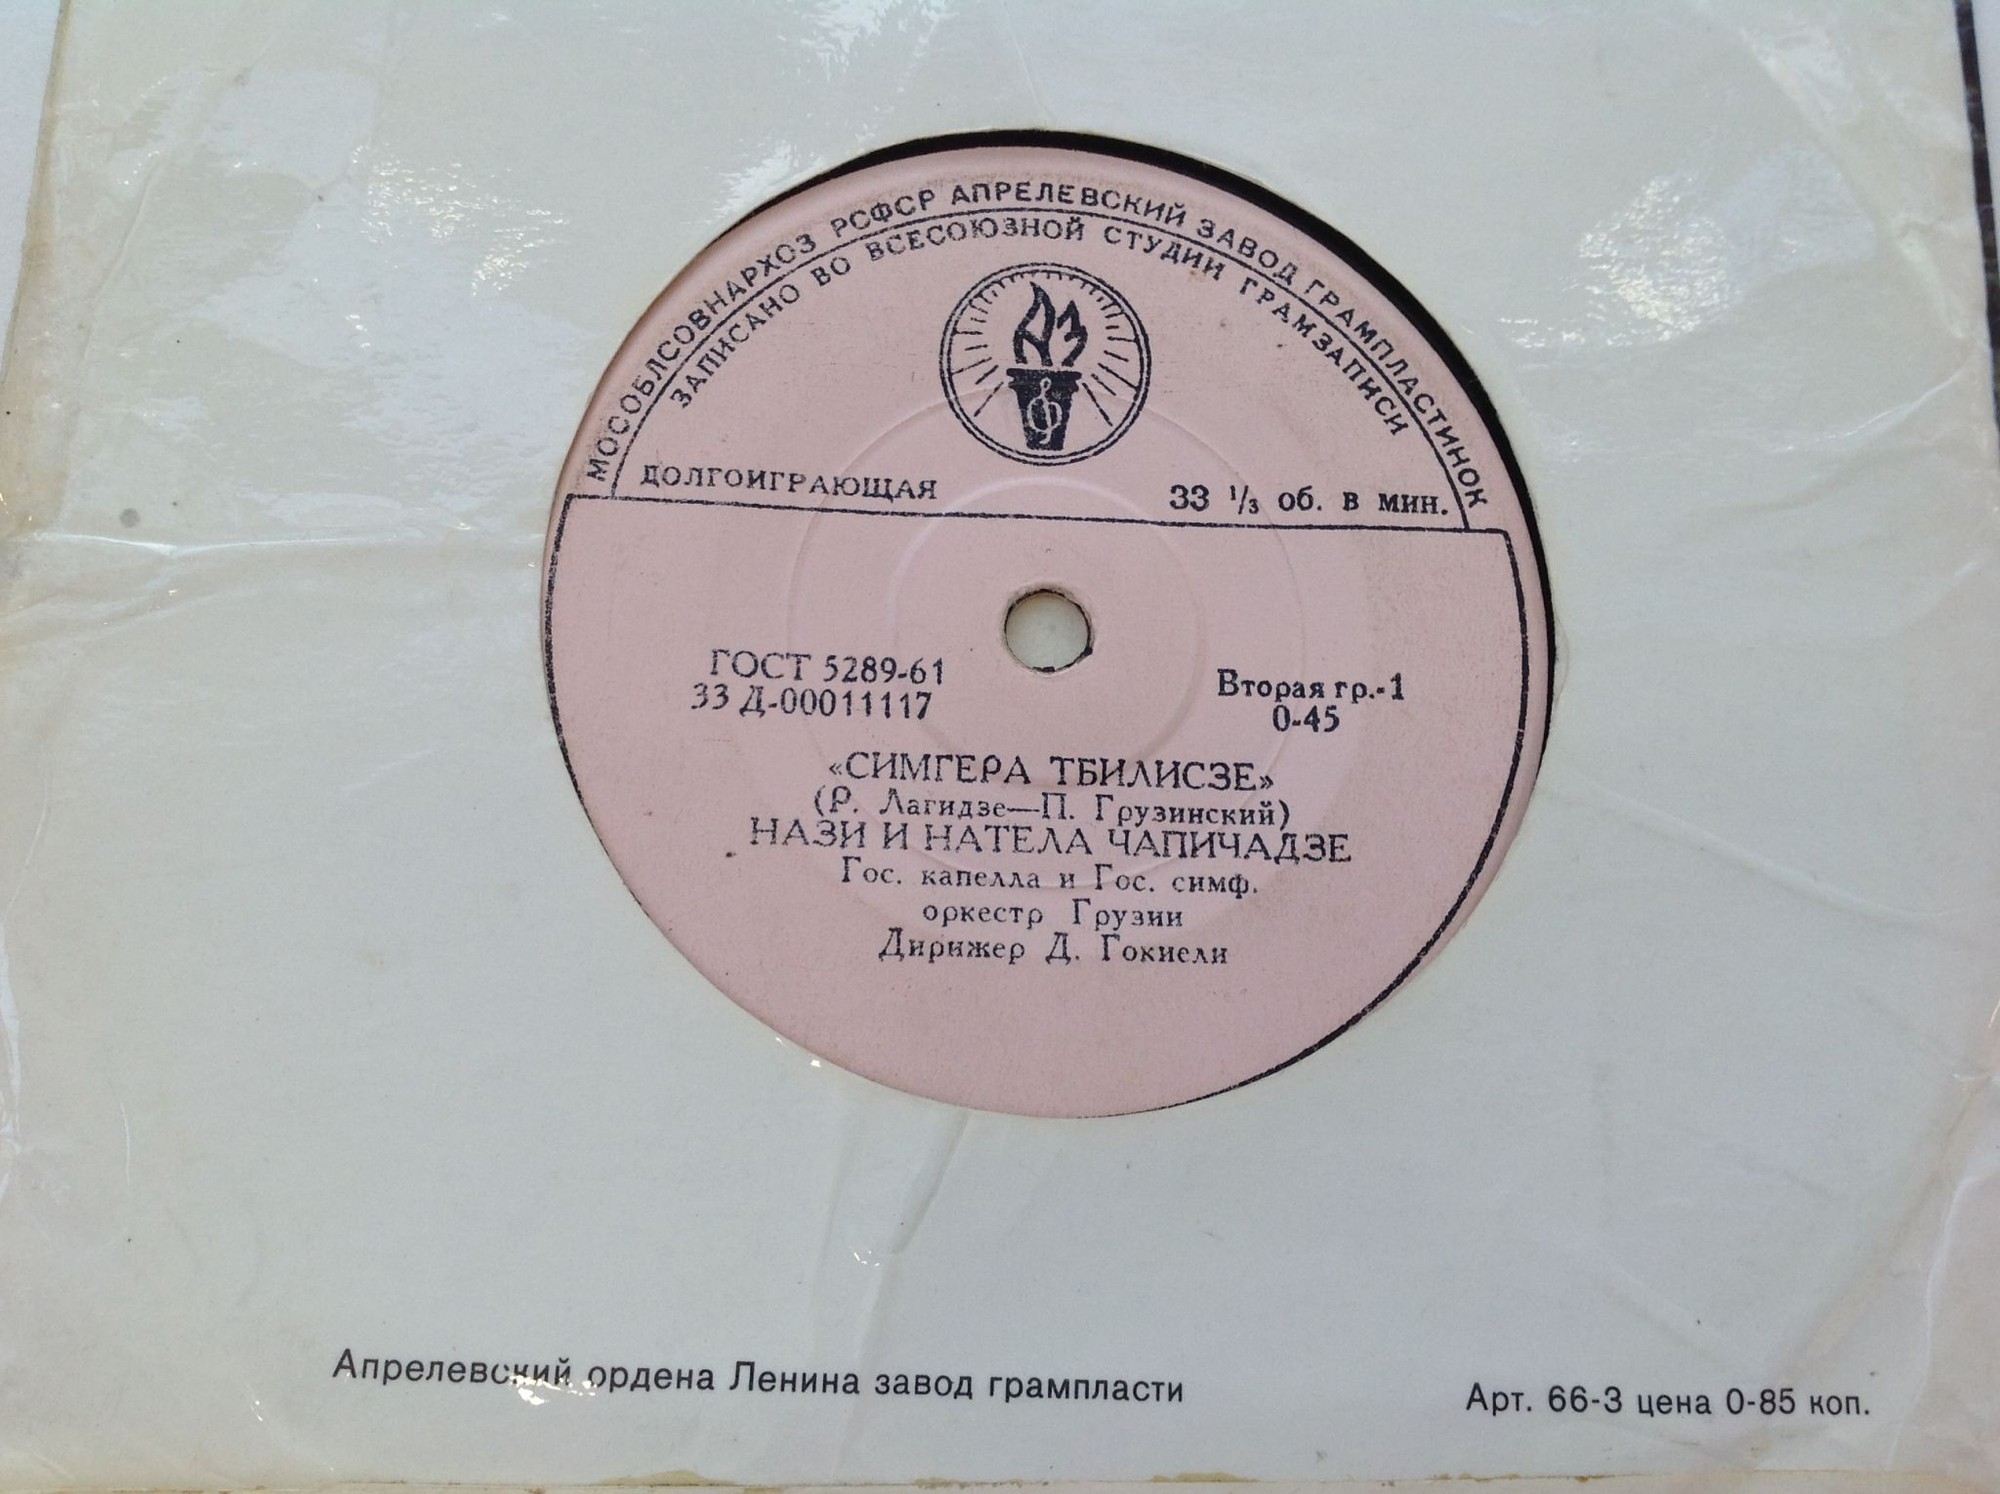 МОСОБЛСОВНАРХОЗ РСФСР АПРЕЛЕВСКИЙ ЗАВОД ГРАМПЛАСТИНОК
ЗАПИСАНО ВО ВСЕСОЮЗНОЙ СТУДИИ ГРАМЗАПИСИ
АЗ
ДОЛГОИГРАЮЩАЯ 33 1/3 об. в мин.
ГОСТ 5289-61 Вторая гр.-1
33 Д-00011117 0-45
«СИМГЕРА ТБИЛИСЗЕ»
(Р. Лагидзе—П. Грузинский)
НАЗИ И НАТЕЛА ЧАПИЧАДЗЕ
Гос. капелла и Гос. симф.
оркестр Грузии
Дирижер Д. Гокиели
Апрелевский ордена Ленина завод грампласти
Арт. 66-3 цена 0-85 коп.